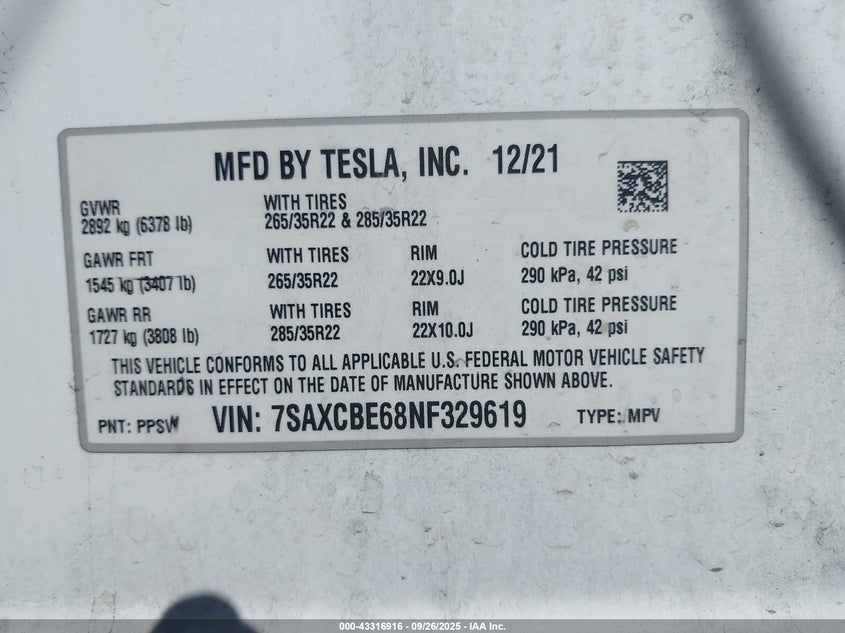 MFD BY TESLA, INC. 12/21
GVWR
2892 kg (6378 lb)
WITH TIRES
265/35R22 & 285/35R22
GAWR FRT
1545 kg (3407 lb)
WITH TIRES
265/35R22
RIM
22X9.0J
COLD TIRE PRESSURE
290 kPa, 42 psi
GAWR RR
1727 kg (3808 lb)
WITH TIRES
285/35R22
RIM
22X10.0J
COLD TIRE PRESSURE
290 kPa, 42 psi
THIS VEHICLE CONFORMS TO ALL APPLICABLE U.S. FEDERAL MOTOR VEHICLE SAFETY
STANDARDS IN EFFECT ON THE DATE OF MANUFACTURE SHOWN ABOVE.
PNT: PPSW VIN: 7SAXCBE68NF329619 TYPE: MPV
000-43316916 - 09/26/2025 - IAA Inc.